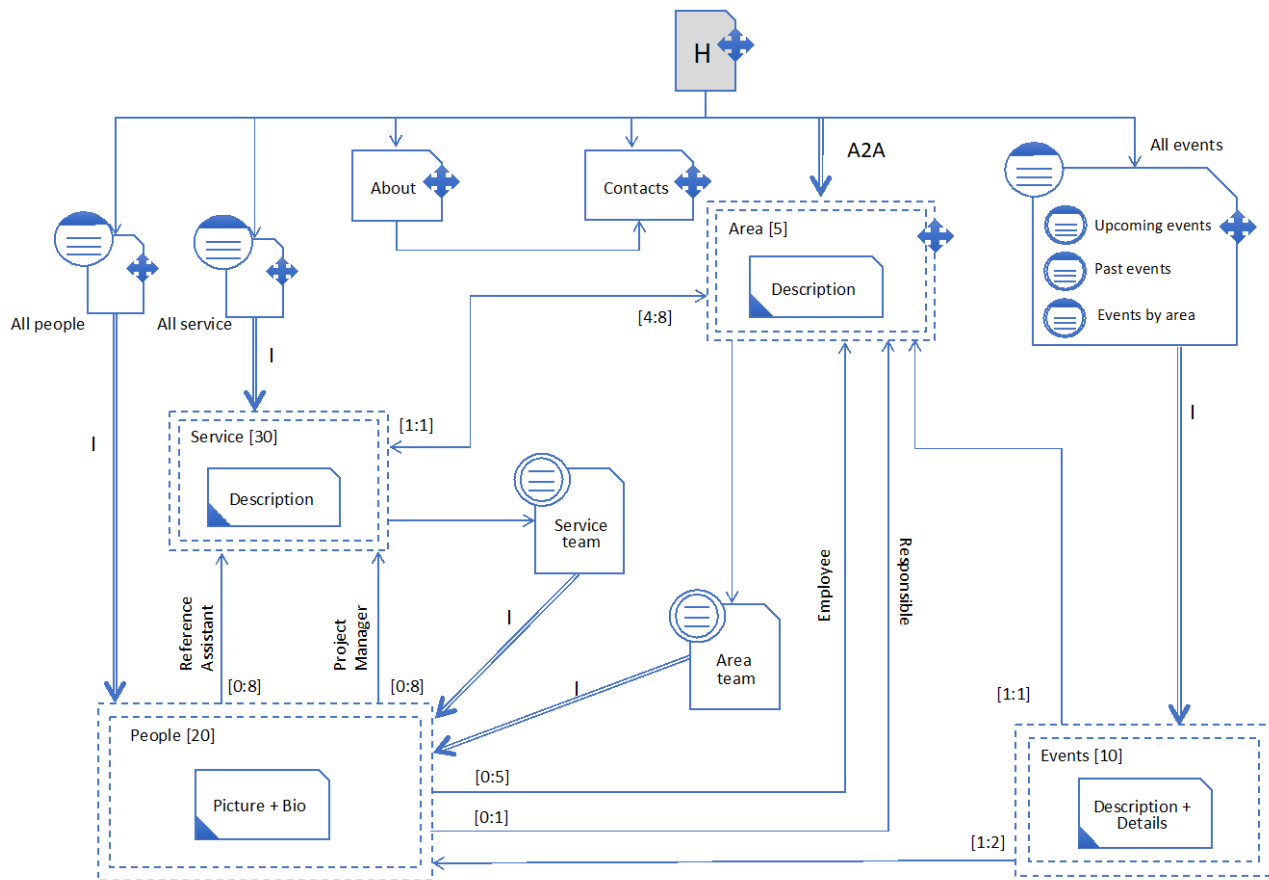 H
A2A
All events
About
Contacts
Area [5]
Upcoming events
Past events
Description
Events by area
All people
All service
[4:8]
I
I
I
[1:1]
Service [30]
Description
Service
team
Employee
Responsible
Reference
Assistant
Project
Manager
I
Area
team
I
[0:8]
[0:8]
[1:1]
People [20]
Events [10]
[0:5]
Picture + Bio
Description +
Details
[0:1]
[1:2]